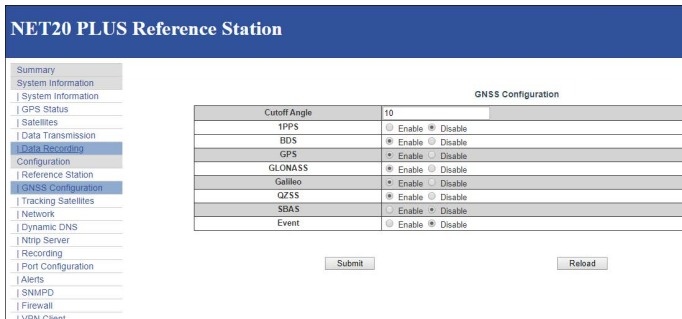 NET20 PLUS Reference Station
Summary
System Information
| System Information
| GPS Status
| Satellites
| Data Transmission
| Data Recording
Configuration
| Reference Station
| GNSS Configuration
| Tracking Satellites
| Network
| Dynamic DNS
| Ntrip Server
| Recording
| Port Configuration
| Alerts
| SNMPD
| Firewall
| VPN Client
GNSS Configuration
Cutoff Angle 10
1PPS Enable Disable
BDS Enable Disable
GPS Enable Disable
GLONASS Enable Disable
Galileo Enable Disable
QZSS Enable Disable
SBAS Enable Disable
Event Enable Disable
Submit Reload